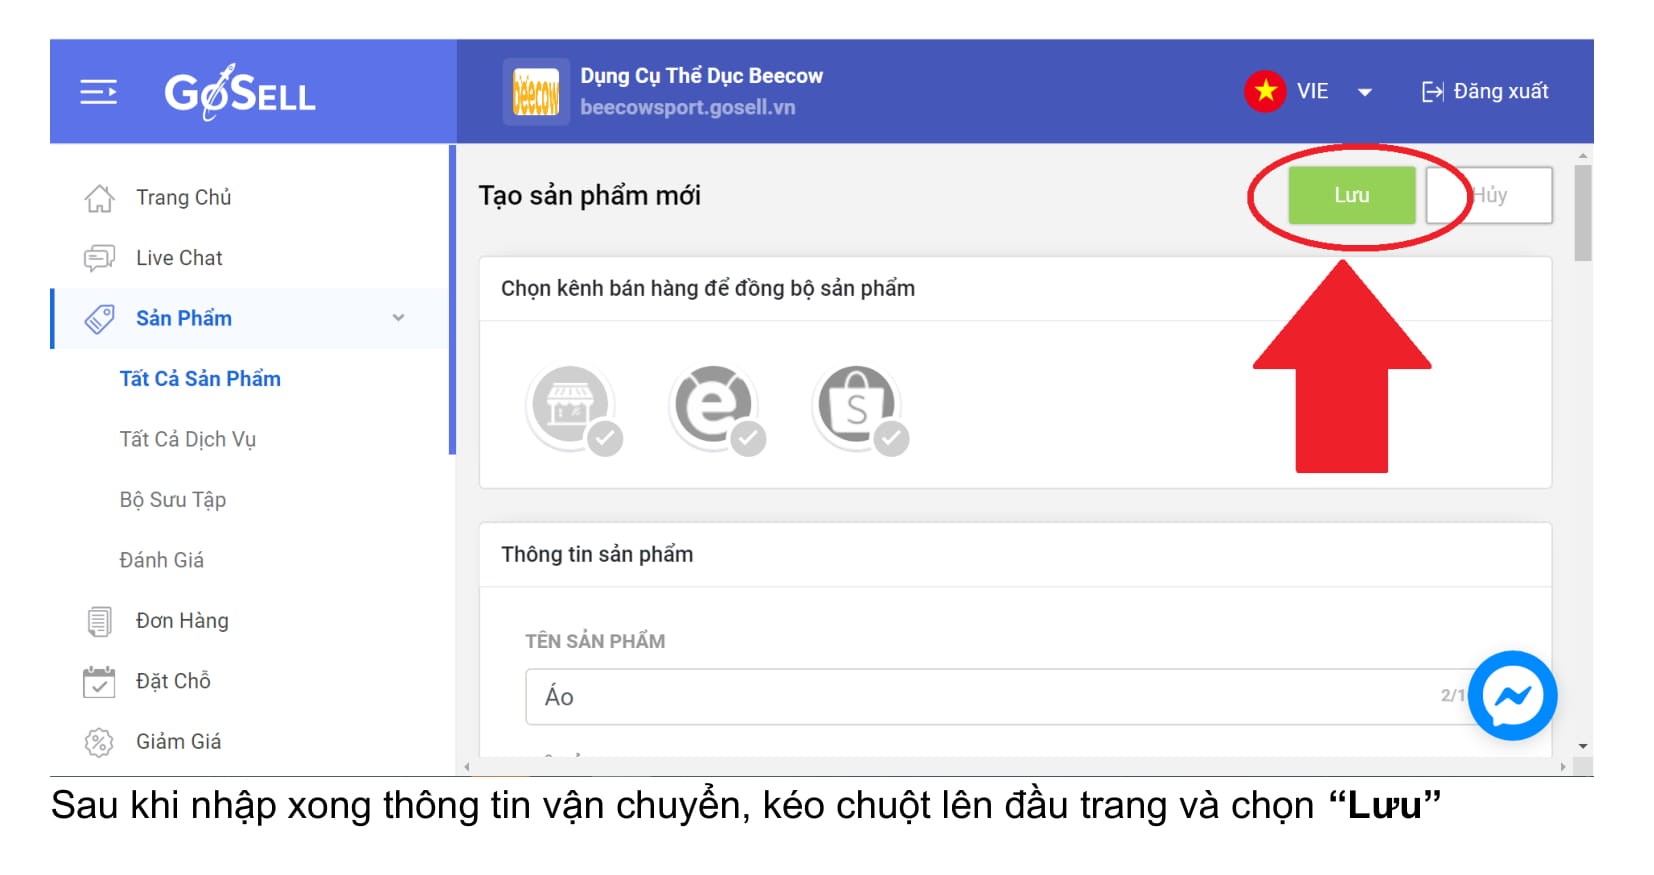 GoSELL
beecow
Dụng Cụ Thể Dục Beecow
beecowsport.gosell.vn
VIE
Đăng xuất
Trang Chủ
Live Chat
Sản Phẩm
Tất Cả Sản Phẩm
Tất Cả Dịch Vụ
Bộ Sưu Tập
Đánh Giá
Đơn Hàng
Đặt Chỗ
Giảm Giá
Tạo sản phẩm mới
Lưu
Hủy
Chọn kênh bán hàng để đồng bộ sản phẩm
Thông tin sản phẩm
TÊN SẢN PHẨM
Áo
Sau khi nhập xong thông tin vận chuyển, kéo chuột lên đầu trang và chọn “Lưu”